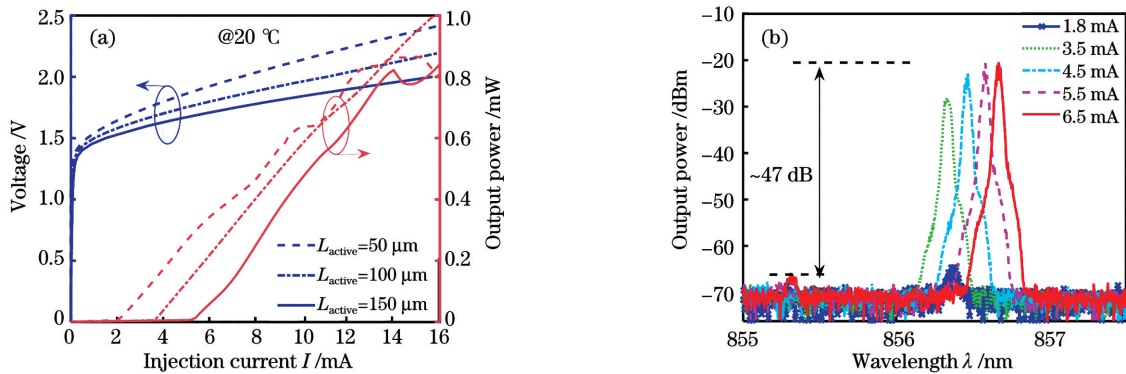 (a)
@20 ℃
2.5
2.0
1.5
1.0
0.5
0
Voltage /V
1.0
0.8
0.6
0.4
0.2
0
Output power /mW
L_active=50 μm
L_active=100 μm
L_active=150 μm
0 2 4 6 8 10 12 14 16
Injection current I /mA
(b)
−10
−20
−30
−40
−50
−60
−70
Output power /dBm
~47 dB
1.8 mA
3.5 mA
4.5 mA
5.5 mA
6.5 mA
855 856 857
Wavelength λ /nm